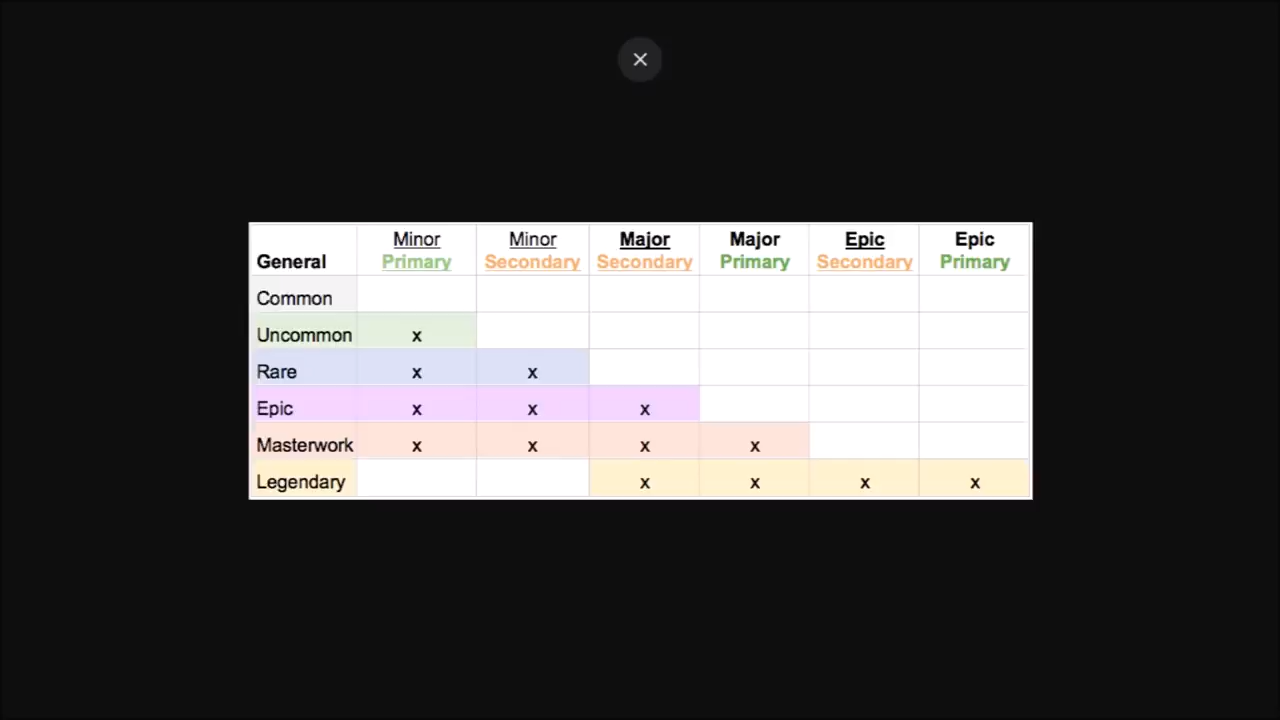 Minor Minor Major Major Epic Epic
General Primary Secondary Secondary Primary Secondary Primary
Common
Uncommon x
Rare x x
Epic x x x
Masterwork x x x x
Legendary x x x x